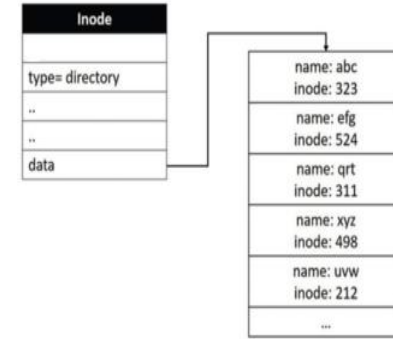 Inode
type= directory
..
..
data
name: abc
inode: 323
name: efg
inode: 524
name: qrt
inode: 311
name: xyz
inode: 498
name: uvw
inode: 212
...